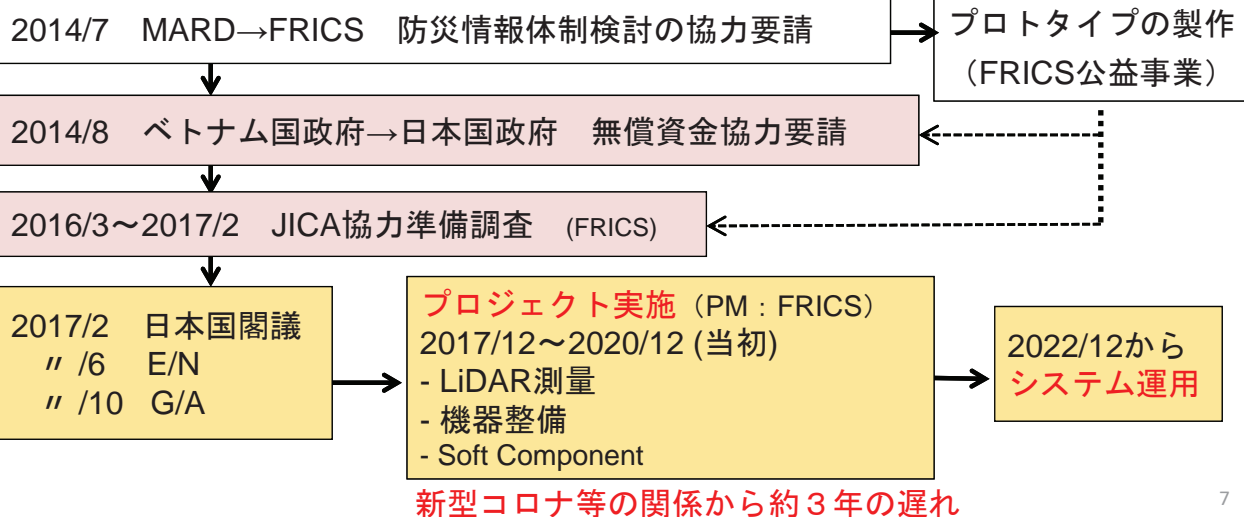 2014/7 MARD→FRICS 防災情報体制検討の協力要請
プロトタイプの製作
（FRICS公益事業）
2014/8 ベトナム国政府→日本国政府 無償資金協力要請
2016/3～2017/2 JICA協力準備調査 (FRICS)
2017/2 日本国閣議
〃 /6 E/N
〃 /10 G/A
プロジェクト実施（PM：FRICS）
2017/12～2020/12 (当初)
- LiDAR測量
- 機器整備
- Soft Component
2022/12から
システム運用
新型コロナ等の関係から約３年の遅れ
7